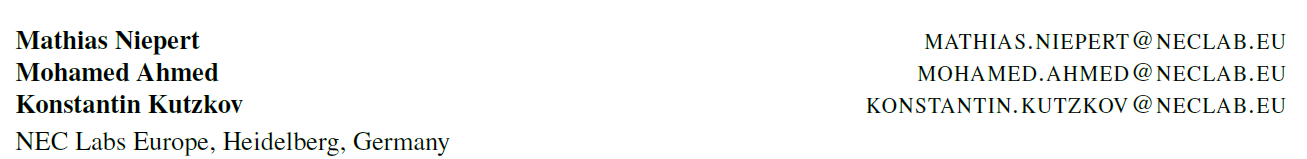 Mathias Niepert MATHIAS.NIEPERT@NECLAB.EU
Mohamed Ahmed MOHAMED.AHMED@NECLAB.EU
Konstantin Kutzkov KONSTANTIN.KUTZKOV@NECLAB.EU
NEC Labs Europe, Heidelberg, Germany